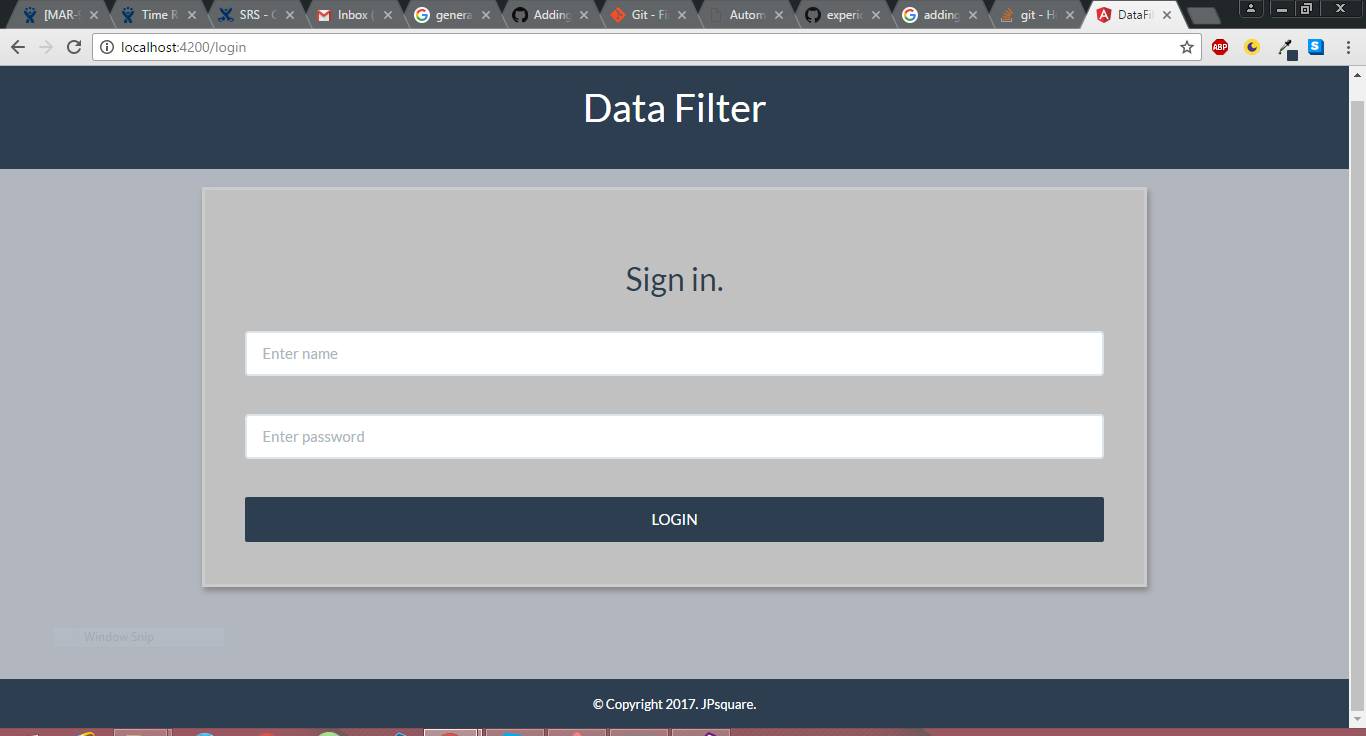 [MAR-
Time R
SRS -
Inbox (
genera
Adding
Git - Fi
Autom
experi
adding
git - H
DataFil
localhost:4200/login
ABP
S
Data Filter
Sign in.
Enter name
Enter password
LOGIN
Window Snip
© Copyright 2017. JPsquare.